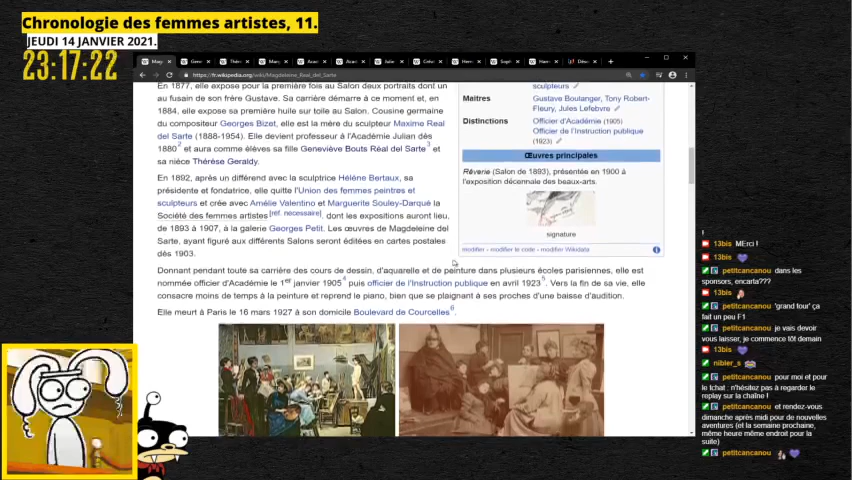 Chronologie des femmes artistes, 11.
JEUDI 14 JANVIER 2021.
23:17:22
https://fr.wikipedia.org/wiki/Magdeleine_Real_del_Sarte
En 1877, elle expose pour la première fois au Salon deux portraits dont un
au fusain de son frère Gustave. Sa carrière démarre à ce moment et, en
1884, elle expose sa première huile sur toile au Salon. Cousine germaine
du compositeur Georges Bizet, elle est la mère du sculpteur Maxime Real
del Sarte (1888-1954). Elle devient professeur à l'Académie Julian dès
1880² et aura comme élèves sa fille Geneviève Bouts Réal del Sarte³ et
sa nièce Thérèse Geraldy.
En 1892, après un différend avec la sculptrice Hélène Bertaux, sa
présidente et fondatrice, elle quitte l'Union des femmes peintres et
sculpteurs et crée avec Amélie Valentino et Marguerite Souley-Darqué la
Société des femmes artistes[réf. necessaire], dont les expositions auront lieu,
de 1893 à 1907, à la galerie Georges Petit. Les œuvres de Magdeleine del
Sarte, ayant figuré aux différents Salons seront éditées en cartes postales
dès 1903.
Donnant pendant toute sa carrière des cours de dessin, d'aquarelle et de peinture dans plusieurs écoles parisiennes, elle est
nommée officier d'Académie le 1er janvier 1905⁴ puis officier de l'Instruction publique en avril 1923⁵. Vers la fin de sa vie, elle
consacre moins de temps à la peinture et reprend le piano, bien que se plaignant à ses proches d'une baisse d'audition.
Elle meurt à Paris le 16 mars 1927 à son domicile Boulevard de Courcelles⁶.
sculpteurs
Maîtres
Gustave Boulanger, Tony Robert-
Fleury, Jules Lefebvre
Distinctions
Officier d'Académie (1905)
Officier de l'Instruction publique
(1923)
Œuvres principales
Rêverie (Salon de 1893), présentée en 1900 à
l'exposition décennale des beaux-arts.
signature
modifier - modifier le code - modifier Wikidata
!
13bis MErci !
13bis
petitcancanou dans les
sponsors, encarta???
13bis
petitcancanou 'grand tour' ça
fait un peu F1
petitcancanou je vais devoir
vous laisser, je commence tôt demain
13bis
nibler_s
petitcancanou pour moi et pour
le tchat : n'hésitez pas à regarder le
replay sur la chaîne !
petitcancanou et rendez-vous
dimanche après midi pour de nouvelles
aventures (et la semaine prochaine,
même heure même endroit pour la
suite)
petitcancanou